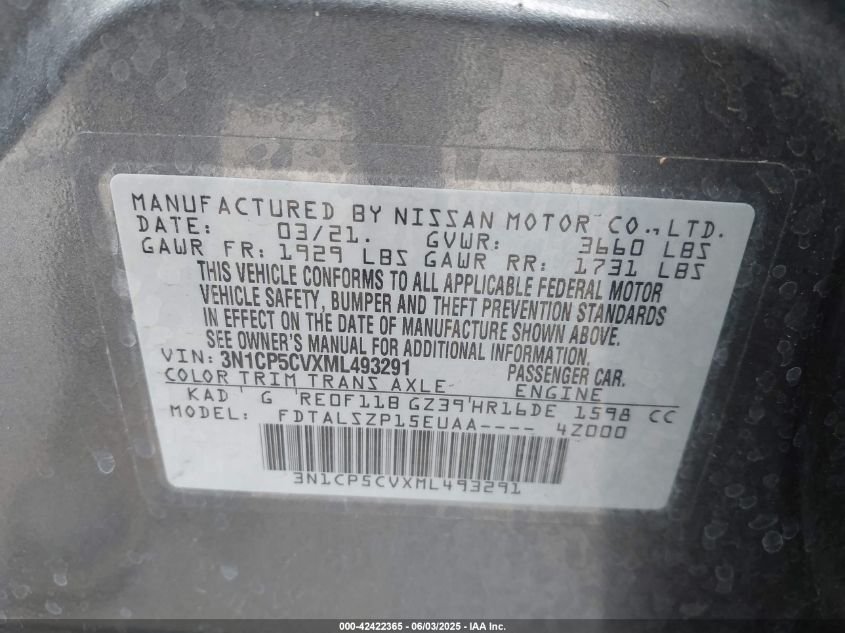 MANUFACTURED BY NISSAN MOTOR CO., LTD.
DATE: 03/21. GVWR: 3660 LBS
GAWR FR: 1929 LBS GAWR RR: 1731 LBS
THIS VEHICLE CONFORMS TO ALL APPLICABLE FEDERAL MOTOR
VEHICLE SAFETY, BUMPER AND THEFT PREVENTION STANDARDS
IN EFFECT ON THE DATE OF MANUFACTURE SHOWN ABOVE.
SEE OWNER'S MANUAL FOR ADDITIONAL INFORMATION.
VIN: 3N1CP5CVXML493291 PASSENGER CAR.
COLOR TRIM TRANS AXLE ENGINE
KAD G RE0F11B GZ39 HR16DE 1598 CC
MODEL: FDTALSZP15EUAA---- 4Z000
3N1CP5CVXML493291
000-42422365 - 06/03/2025 - IAA Inc.